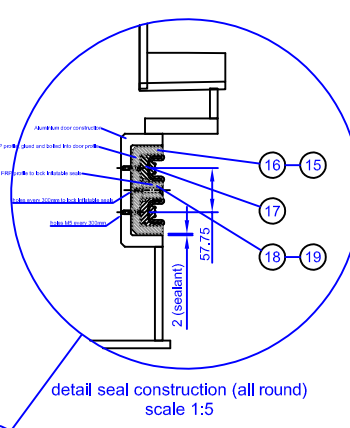 Aluminium door construction
P profile, glued and bolted into door profile
FRP profile to lock inflatable seals
holes every 300mm to lock inflatable seals
holes M5 every 300mm
16
15
17
18
19
57,75
2 (sealant)
detail seal construction (all round)
scale 1:5